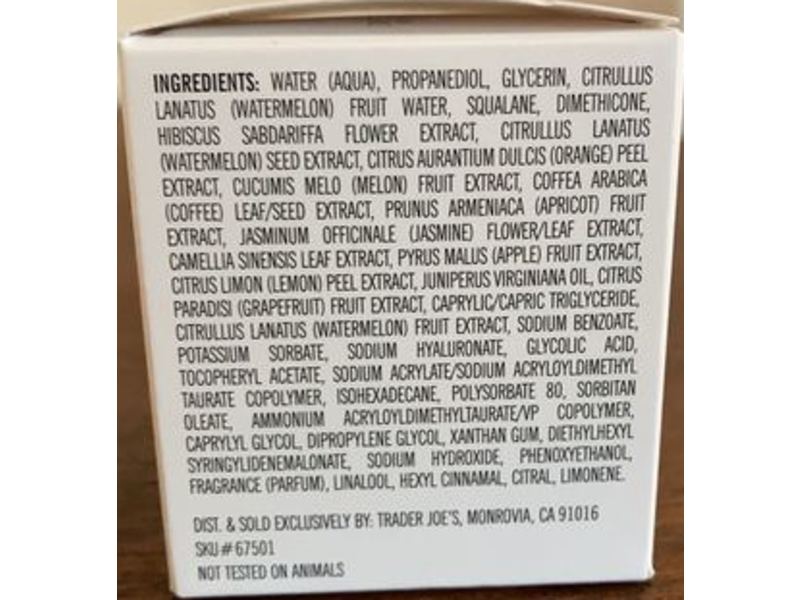 INGREDIENTS: WATER (AQUA), PROPANEDIOL, GLYCERIN, CITRULLUS
LANATUS (WATERMELON) FRUIT WATER, SQUALANE, DIMETHICONE,
HIBISCUS SABDARIFFA FLOWER EXTRACT, CITRULLUS LANATUS
(WATERMELON) SEED EXTRACT, CITRUS AURANTIUM DULCIS (ORANGE) PEEL
EXTRACT, CUCUMIS MELO (MELON) FRUIT EXTRACT, COFFEA ARABICA
(COFFEE) LEAF/SEED EXTRACT, PRUNUS ARMENIACA (APRICOT) FRUIT
EXTRACT, JASMINUM OFFICINALE (JASMINE) FLOWER/LEAF EXTRACT,
CAMELLIA SINENSIS LEAF EXTRACT, PYRUS MALUS (APPLE) FRUIT EXTRACT,
CITRUS LIMON (LEMON) PEEL EXTRACT, JUNIPERUS VIRGINIANA OIL, CITRUS
PARADISI (GRAPEFRUIT) FRUIT EXTRACT, CAPRYLIC/CAPRIC TRIGLYCERIDE,
CITRULLUS LANATUS (WATERMELON) FRUIT EXTRACT, SODIUM BENZOATE,
POTASSIUM SORBATE, SODIUM HYALURONATE, GLYCOLIC ACID,
TOCOPHERYL ACETATE, SODIUM ACRYLATE/SODIUM ACRYLOYLDIMETHYL
TAURATE COPOLYMER, ISOHEXADECANE, POLYSORBATE 80, SORBITAN
OLEATE, AMMONIUM ACRYLOYLDIMETHYLTAURATE/VP COPOLYMER,
CAPRYLYL GLYCOL, DIPROPYLENE GLYCOL, XANTHAN GUM, DIETHYLHEXYL
SYRINGYLIDENEMALONATE, SODIUM HYDROXIDE, PHENOXYETHANOL,
FRAGRANCE (PARFUM), LINALOOL, HEXYL CINNAMAL, CITRAL, LIMONENE.
DIST. & SOLD EXCLUSIVELY BY: TRADER JOE'S, MONROVIA, CA 91016
SKU# 67501
NOT TESTED ON ANIMALS